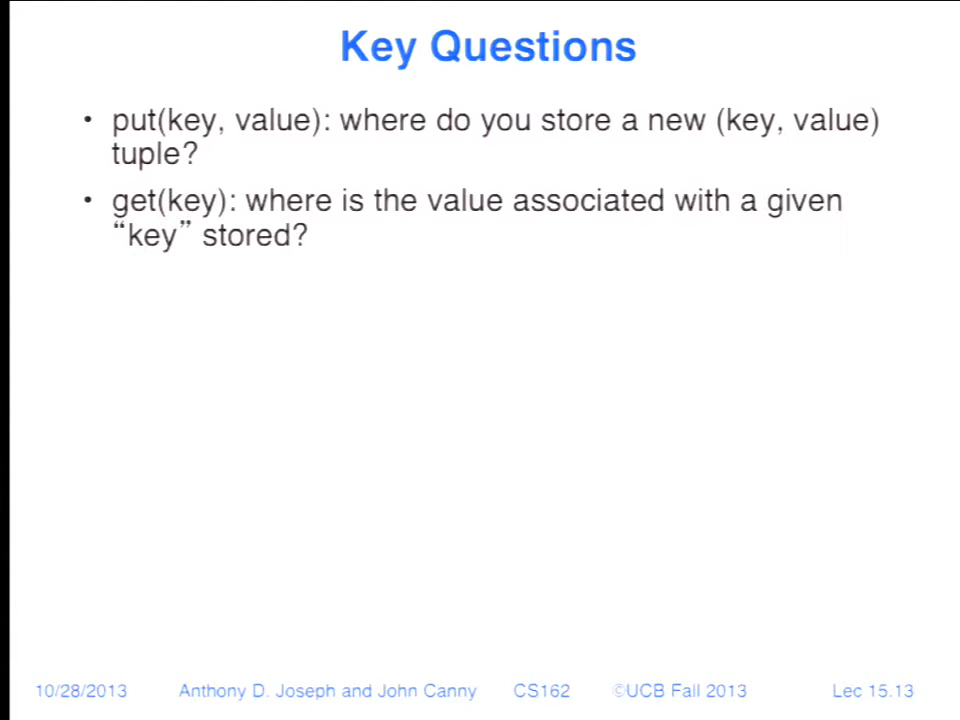 Key Questions
• put(key, value): where do you store a new (key, value)
tuple?
• get(key): where is the value associated with a given
“key” stored?
10/28/2013 Anthony D. Joseph and John Canny CS162 ©UCB Fall 2013 Lec 15.13